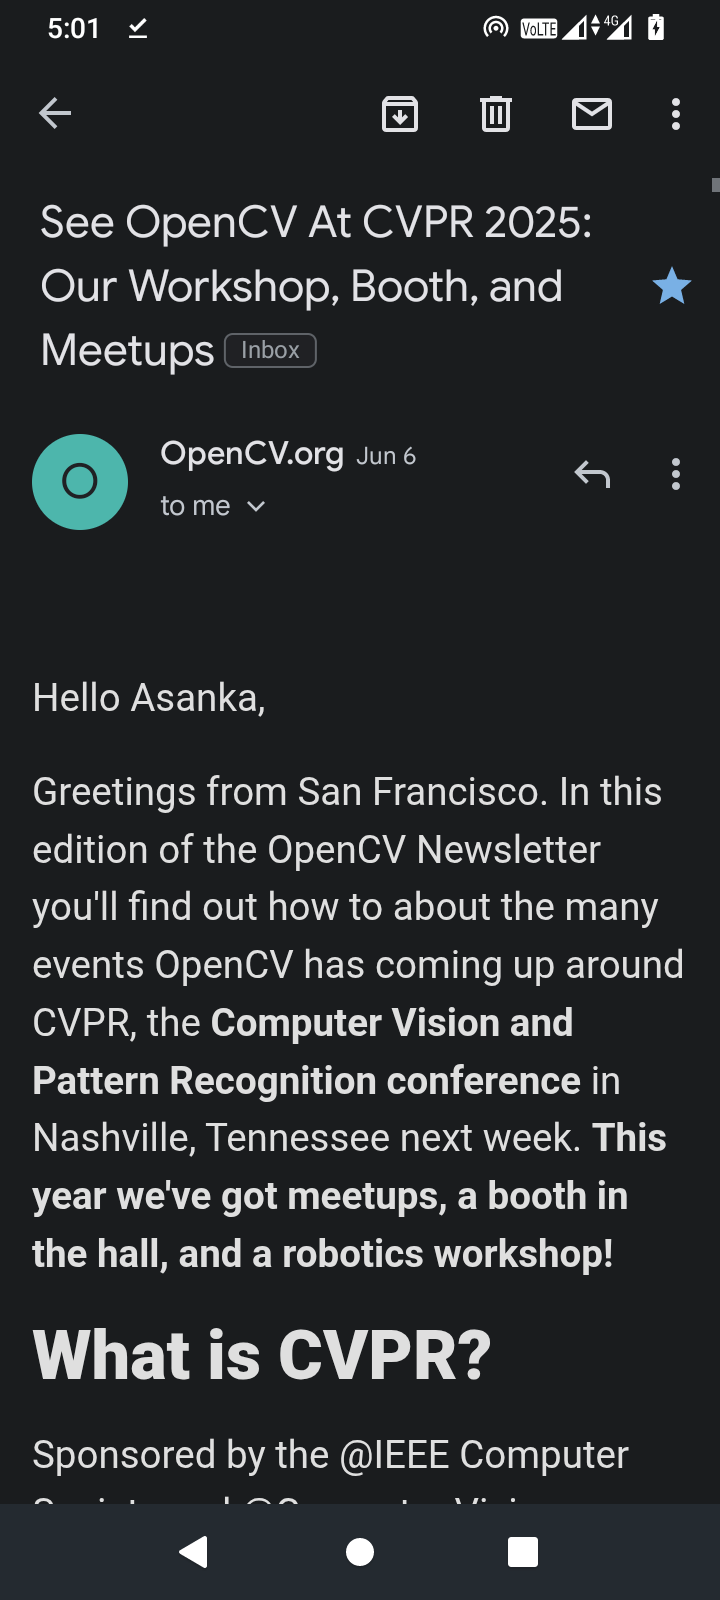 5:01
VoLTE 4G
See OpenCV At CVPR 2025:
Our Workshop, Booth, and
Meetups Inbox
O
OpenCV.org Jun 6
to me
Hello Asanka,
Greetings from San Francisco. In this
edition of the OpenCV Newsletter
you'll find out how to about the many
events OpenCV has coming up around
CVPR, the Computer Vision and
Pattern Recognition conference in
Nashville, Tennessee next week. This
year we've got meetups, a booth in
the hall, and a robotics workshop!
What is CVPR?
Sponsored by the @IEEE Computer